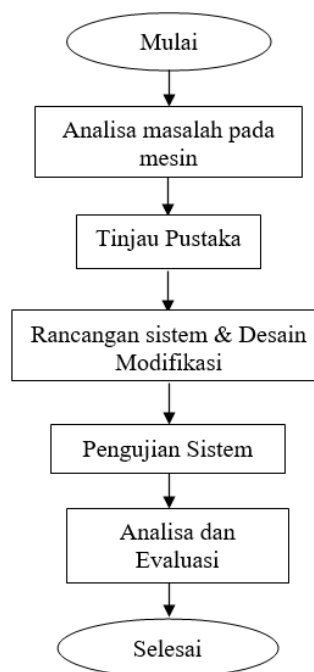 Mulai
Analisa masalah pada
mesin
Tinjau Pustaka
Rancangan sistem & Desain
Modifikasi
Pengujian Sistem
Analisa dan
Evaluasi
Selesai